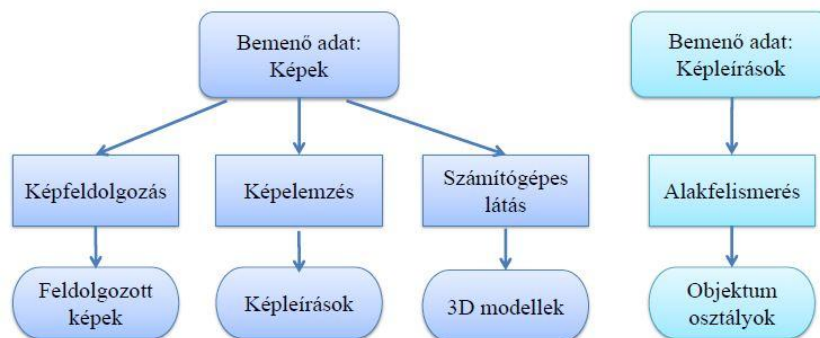 Bemenő adat:
Képek
Bemenő adat:
Képleírások
Képfeldolgozás
Képelemzés
Számítógépes
látás
Alakfelismerés
Feldolgozott
képek
Képleírások
3D modellek
Objektum
osztályok